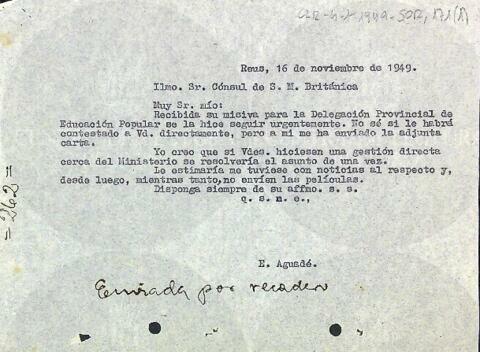 Reus, 16 de noviembre de 1949.
Ilmo. Sr. Cónsul de S. M. Británica
Muy Sr. mío:
Recibida su misiva para la Delegación Provincial de
Educación Popular se la hice seguir urgentemente. No sé si le habrá
contestado a Vd. directamente, pero a mi me ha enviado la adjunta
carta.
Yo creo que si Vdes. hiciesen una gestión directa
cerca del Ministerio se resolvería el asunto de una vez.
Le estimaría me tuviese con noticias al respecto y,
desde luego, mientras tanto,no envíen las películas.
Disponga siempre de su affmo. s. s.
q. s. m. e.,
E. Aguadé.
Enviada por recadero
=262=